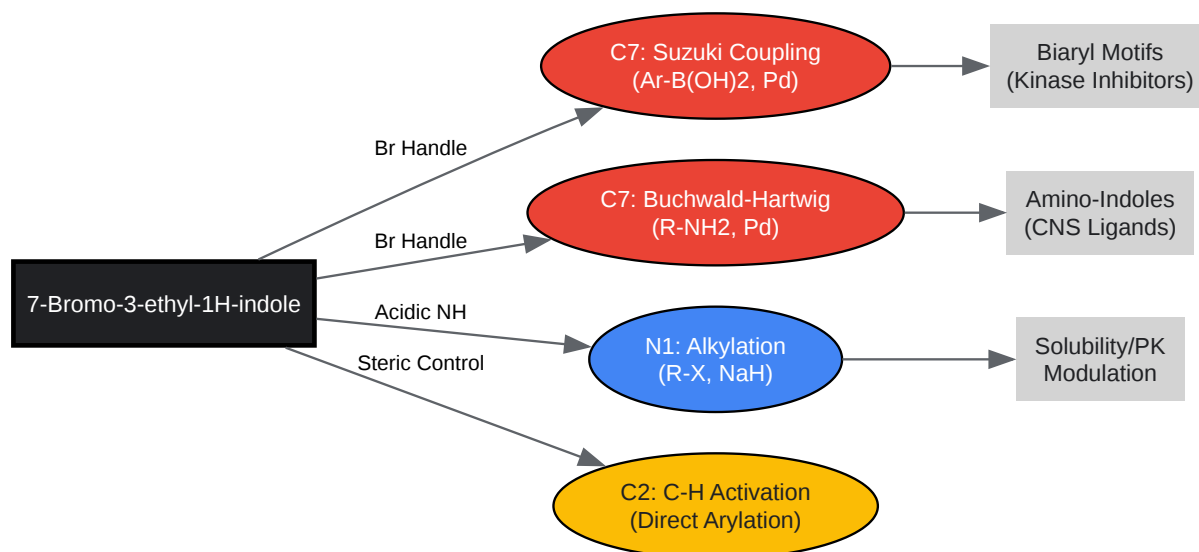 C7: Suzuki Coupling
(Ar-B(OH)2, Pd)
Biaryl Motifs
(Kinase Inhibitors)
Br Handle
C7: Buchwald-Hartwig
(R-NH2, Pd)
Amino-Indoles
(CNS Ligands)
Br Handle
7-Bromo-3-ethyl-1H-indole
Acidic NH
N1: Alkylation
(R-X, NaH)
Solubility/PK
Modulation
Steric Control
C2: C-H Activation
(Direct Arylation)